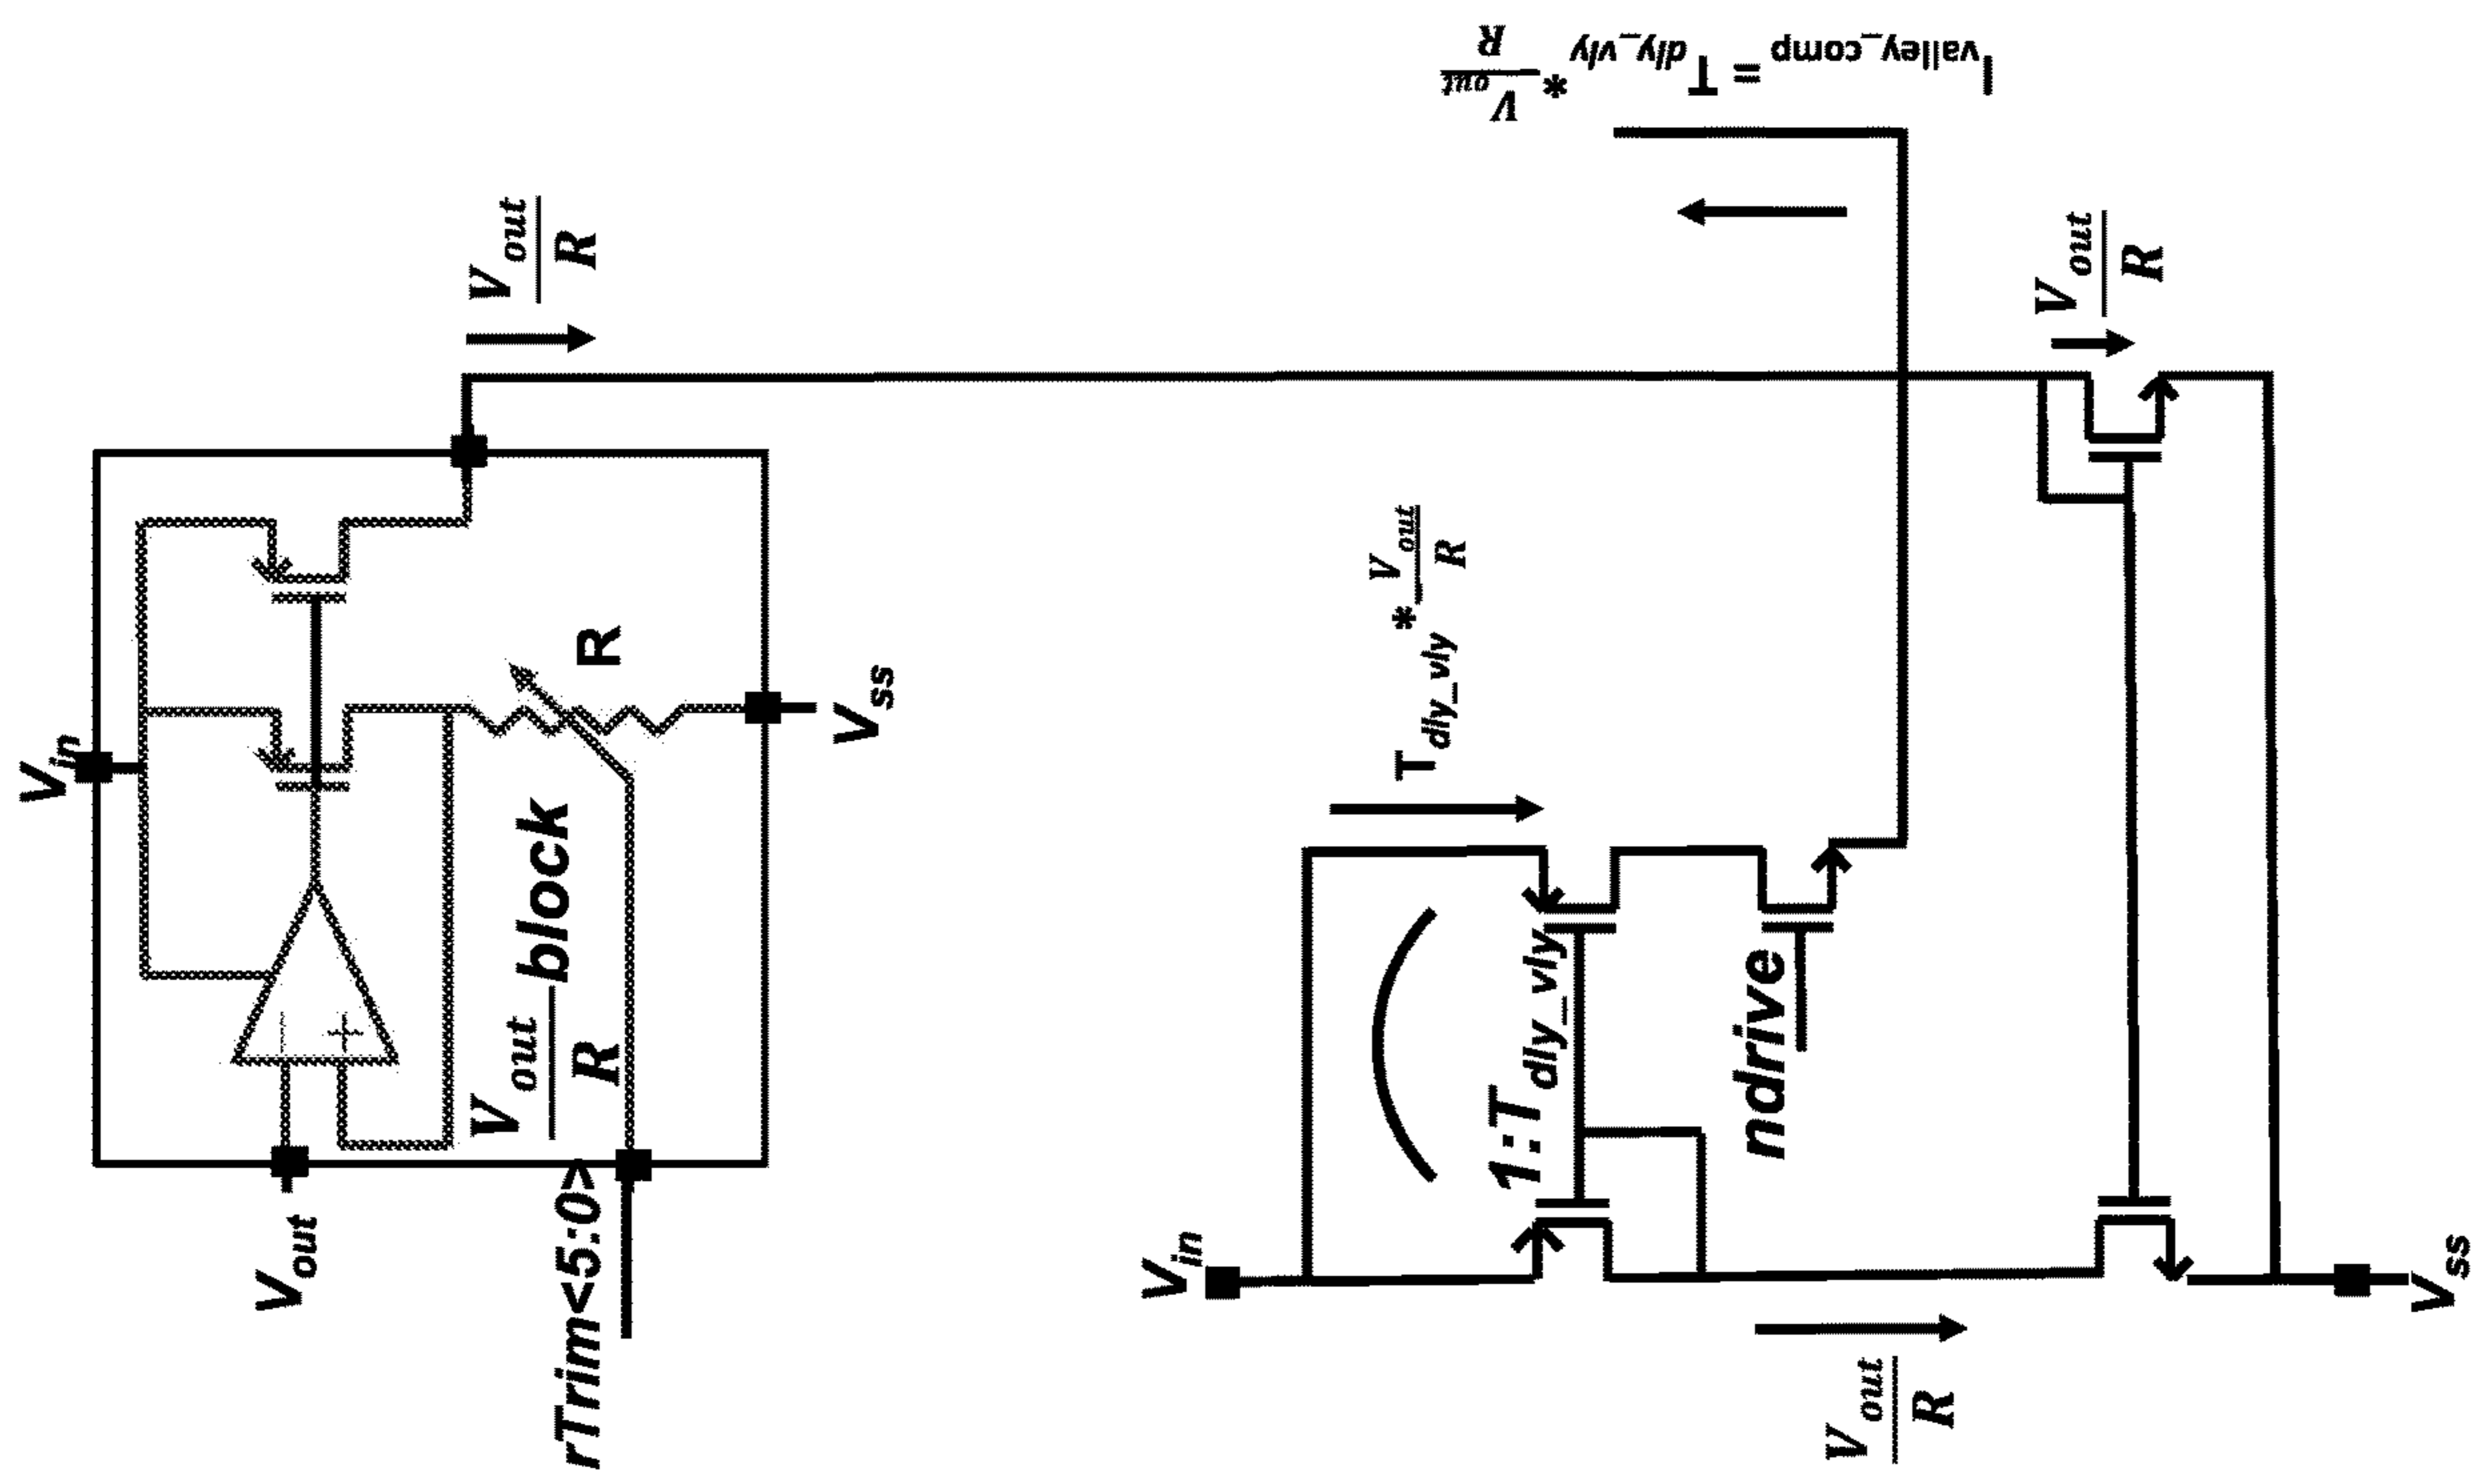 V_in
V_out
rTrim<5:0>
− +
V_out/R block
R
V_ss
V_out/R
V_in
1:T_dly_vly
T_dly_vly * V_out/R
ndrive
V_out/R
I_valley_comp = T_dly_vly * V_out/R
V_out/R
V_ss